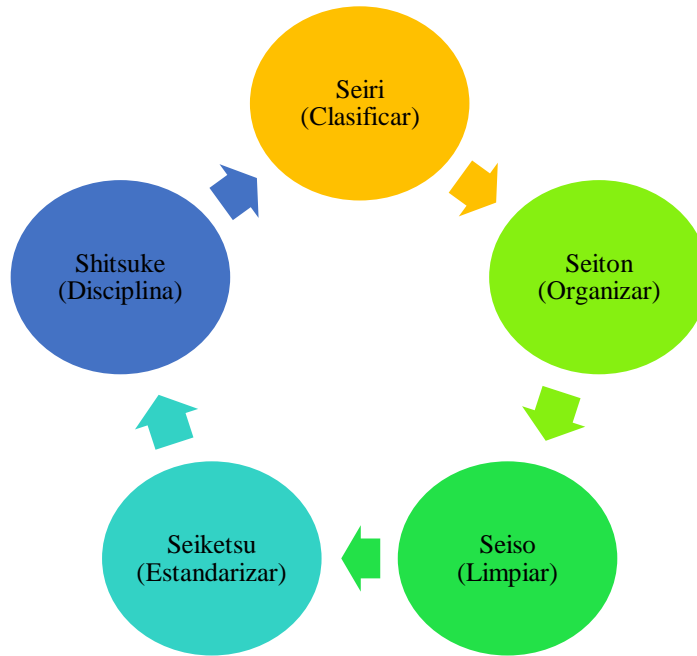 Seiri
(Clasificar)
Seiton
(Organizar)
Seiso
(Limpiar)
Seiketsu
(Estandarizar)
Shitsuke
(Disciplina)